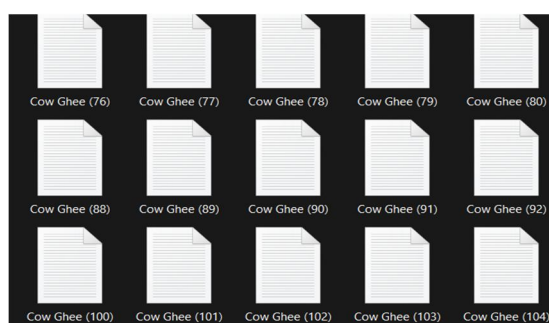 Cow Ghee (76) Cow Ghee (77) Cow Ghee (78) Cow Ghee (79) Cow Ghee (80)
Cow Ghee (88) Cow Ghee (89) Cow Ghee (90) Cow Ghee (91) Cow Ghee (92)
Cow Ghee (100) Cow Ghee (101) Cow Ghee (102) Cow Ghee (103) Cow Ghee (104)